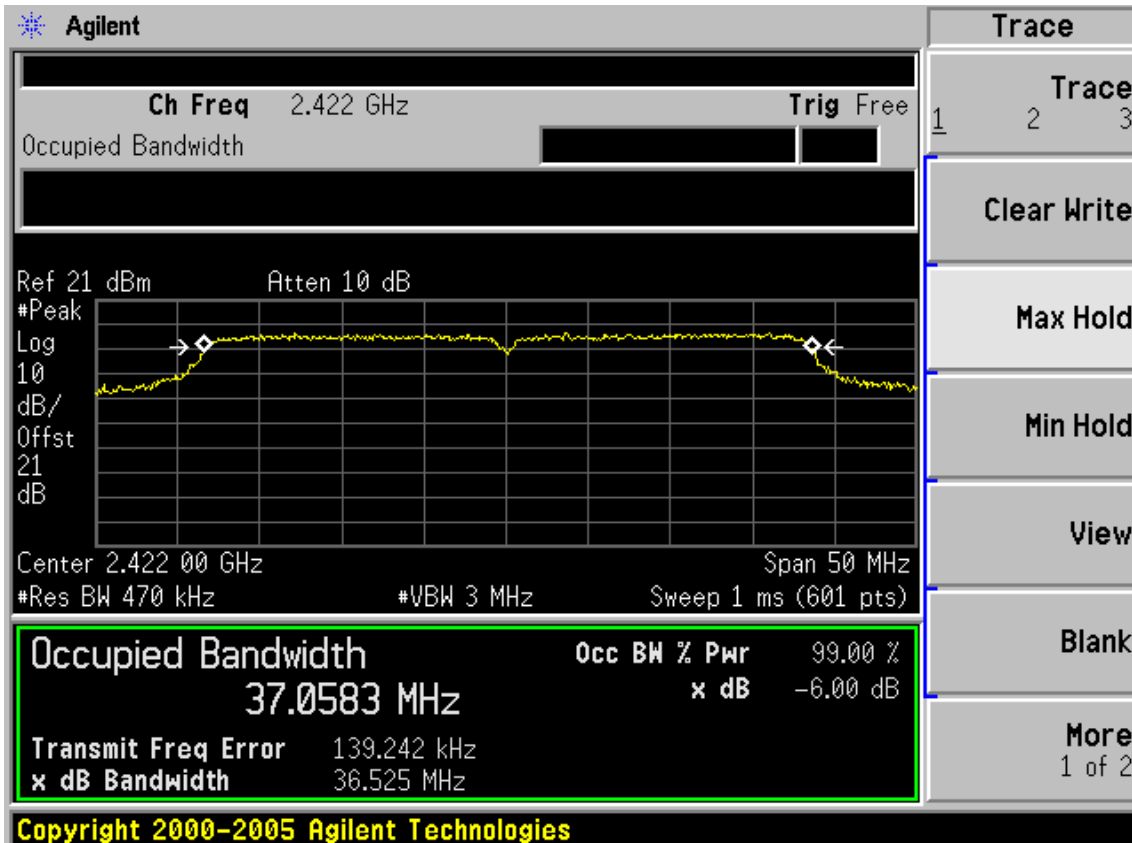 Agilent
Trace
Ch Freq 2.422 GHz Trig Free
Occupied Bandwidth
Ref 21 dBm Atten 10 dB
#Peak
Log
10
dB/
Offst
21
dB
Center 2.422 00 GHz Span 50 MHz
#Res BW 470 kHz #VBW 3 MHz Sweep 1 ms (601 pts)
Occupied Bandwidth
37.0583 MHz
Occ BW % Pwr 99.00 %
x dB -6.00 dB
Transmit Freq Error 139.242 kHz
x dB Bandwidth 36.525 MHz
Trace
1 2 3
Clear Write
Max Hold
Min Hold
View
Blank
More
1 of 2
Copyright 2000-2005 Agilent Technologies